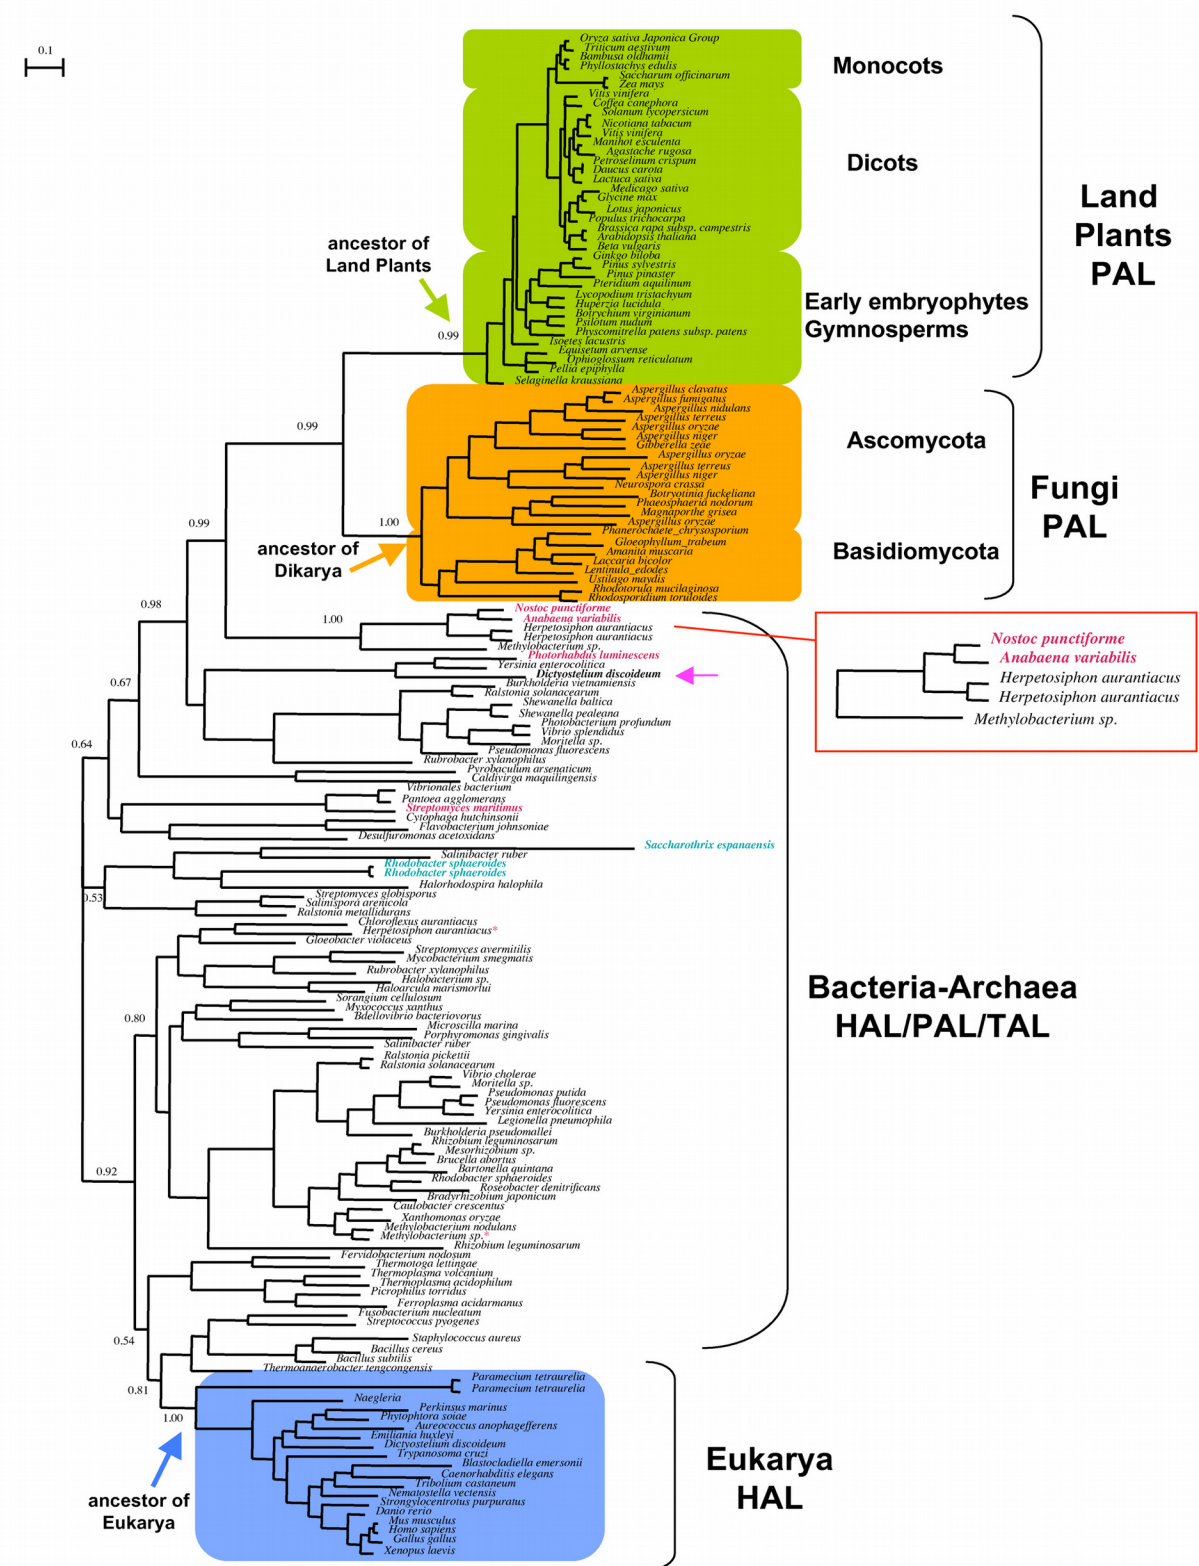 0.1
Oryza sativa Japonica Group
Triticum aestivum
Bambusa oldhamii
Phyllostachys edulis
Saccharum officinarum
Zea mays
Monocots
Vitis vinifera
Coffea canephora
Solanum lycopersicum
Nicotiana tabacum
Vitis vinifera
Manihot esculenta
Agastache rugosa
Petroselinum crispum
Daucus carota
Lactuca sativa
Medicago sativa
Glycine max
Lotus japonicus
Populus trichocarpa
Brassica rapa subsp. campestris
Arabidopsis thaliana
Beta vulgaris
Dicots
Ginkgo biloba
Pinus sylvestris
Pinus pinaster
Pteridium aquilinum
Lycopodium tristachyum
Huperzia lucidula
Botrychium virginianum
Psilotum nudum
Physcomitrella patens subsp. patens
Isoetes lacustris
Equisetum arvense
Ophioglossum reticulatum
Pellia epiphylla
Selaginella kraussiana
Early embryophytes
Gymnosperms
Land
Plants
PAL
ancestor of
Land Plants
0.99
0.99
Aspergillus clavatus
Aspergillus fumigatus
Aspergillus nidulans
Aspergillus terreus
Aspergillus oryzae
Aspergillus niger
Gibberella zeae
Aspergillus oryzae
Aspergillus terreus
Aspergillus niger
Neurospora crassa
Botryotinia fuckeliana
Phaeosphaeria nodorum
Magnaporthe grisea
Aspergillus oryzae
Ascomycota
Phanerochaete_chrysosporium
Gloeophyllum_trabeum
Amanita muscaria
Laccaria bicolor
Lentinula_edodes
Ustilago maydis
Rhodotorula mucilaginosa
Rhodosporidium toruloides
Basidiomycota
Fungi
PAL
1.00
0.99
ancestor of
Dikarya
0.98
1.00
Nostoc punctiforme
Anabaena variabilis
Herpetosiphon aurantiacus
Herpetosiphon aurantiacus
Methylobacterium sp.
Photorhabdus luminescens
Yersinia enterocolitica
Dictyostelium discoideum
Burkholderia vietnamiensis
Ralstonia solanacearum
Shewanella baltica
Shewanella pealeana
Photobacterium profundum
Vibrio splendidus
Moritella sp.
Pseudomonas fluorescens
Rubrobacter xylanophilus
Pyrobaculum arsenaticum
Caldivirga maquilingensis
Nostoc punctiforme
Anabaena variabilis
Herpetosiphon aurantiacus
Herpetosiphon aurantiacus
Methylobacterium sp.
0.67
0.64
Vibrionales bacterium
Pantoea agglomerans
Streptomyces maritimus
Cytophaga hutchinsonii
Flavobacterium johnsoniae
Desulfuromonas acetoxidans
Saccharothrix espanaensis
Salinibacter ruber
Rhodobacter sphaeroides
Rhodobacter sphaeroides
Halorhodospira halophila
0.53
Streptomyces globisporus
Salinispora arenicola
Ralstonia metallidurans
Chloroflexus aurantiacus
Herpetosiphon aurantiacus*
Gloeobacter violaceus
Streptomyces avermitilis
Mycobacterium smegmatis
Rubrobacter xylanophilus
Halobacterium sp.
Haloarcula marismorlui
Sorangium cellulosum
Myxococcus xanthus
Bdellovibrio bacteriovorus
0.80
Microscilla marina
Porphyromonas gingivalis
Salinibacter ruber
Ralstonia pickettii
Ralstonia solanacearum
Vibrio cholerae
Moritella sp.
Pseudomonas putida
Pseudomonas fluorescens
Yersinia enterocolitica
Legionella pneumophila
Burkholderia pseudomallei
Rhizobium leguminosarum
Mesorhizobium sp.
Brucella abortus
Bartonella quintana
Rhodobacter sphaeroides
Roseobacter denitrificans
Bradyrhizobium japonicum
Caulobacter crescentus
Xanthomonas oryzae
Methylobacterium nodulans
Methylobacterium sp.*
Rhizobium leguminosarum
0.92
Bacteria-Archaea
HAL/PAL/TAL
Fervidobacterium nodosum
Thermotoga lettingae
Thermoplasma volcanium
Thermoplasma acidophilum
Picrophilus torridus
Ferroplasma acidarmanus
Fusobacterium nucleatum
Streptococcus pyogenes
Staphylococcus aureus
Bacillus cereus
Bacillus subtilis
Thermoanaerobacter tengcongensis
0.54
0.81
1.00
Paramecium tetraurelia
Paramecium tetraurelia
Naegleria
Perkinsus marinus
Phytophtora sojae
Aureococcus anophagefferens
Emiliania huxleyi
Dictyostelium discoideum
Trypanosoma cruzi
Blastocladiella emersonii
Caenorhabditis elegans
Tribolium castaneum
Nematostella vectensis
Strongylocentrotus purpuratus
Danio rerio
Mus musculus
Homo sapiens
Gallus gallus
Xenopus laevis
ancestor of
Eukarya
Eukarya
HAL